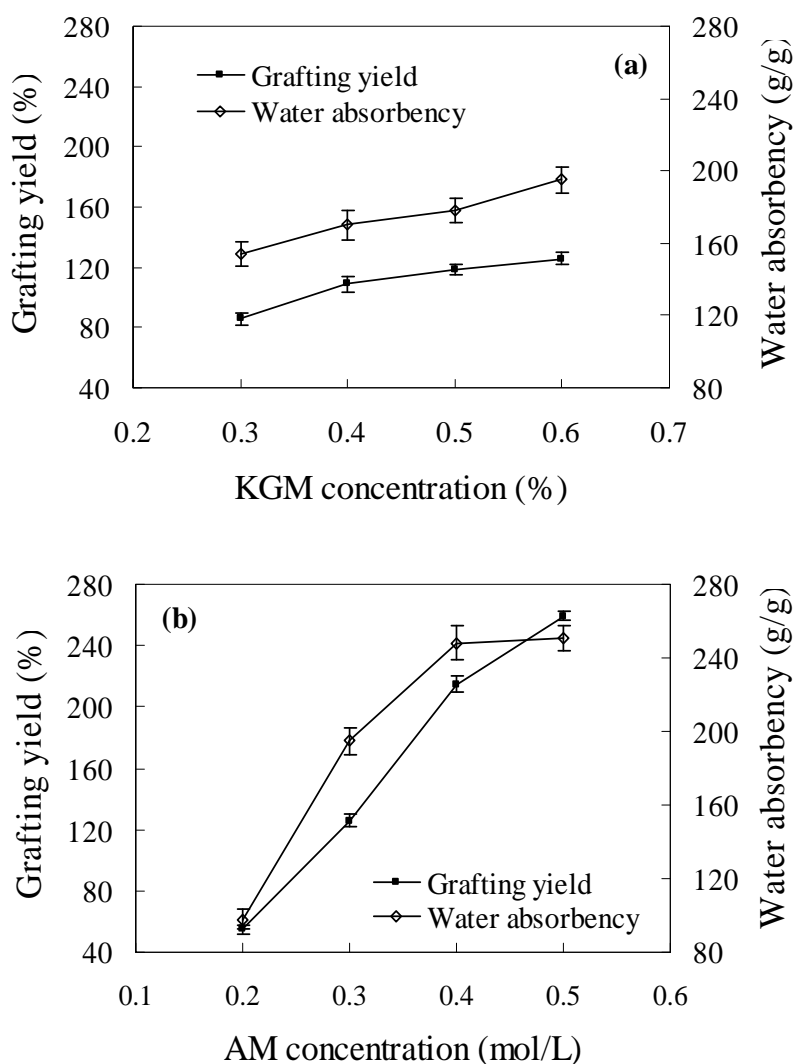 280
240
200
160
120
80
40
Grafting yield (%)
Grafting yield
Water absorbency
(a)
280
240
200
160
120
80
Water absorbency (g/g)
0.2 0.3 0.4 0.5 0.6 0.7
KGM concentration (%)
280
240
200
160
120
80
40
Grafting yield (%)
(b)
Grafting yield
Water absorbency
280
240
200
160
120
80
Water absorbency (g/g)
0.1 0.2 0.3 0.4 0.5 0.6
AM concentration (mol/L)